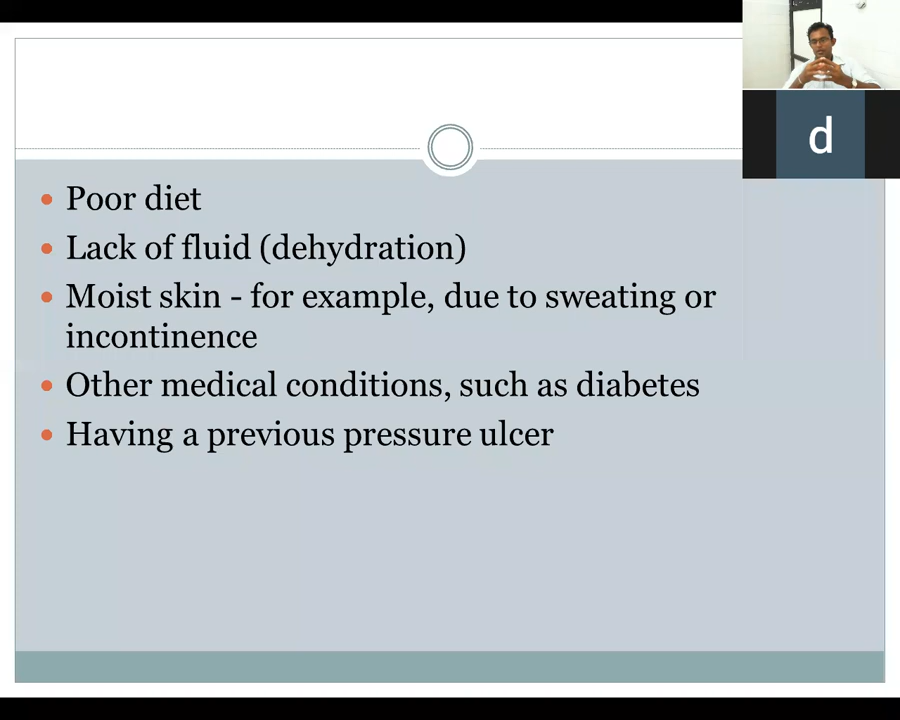 d
Poor diet
Lack of fluid (dehydration)
Moist skin - for example, due to sweating or
incontinence
Other medical conditions, such as diabetes
Having a previous pressure ulcer